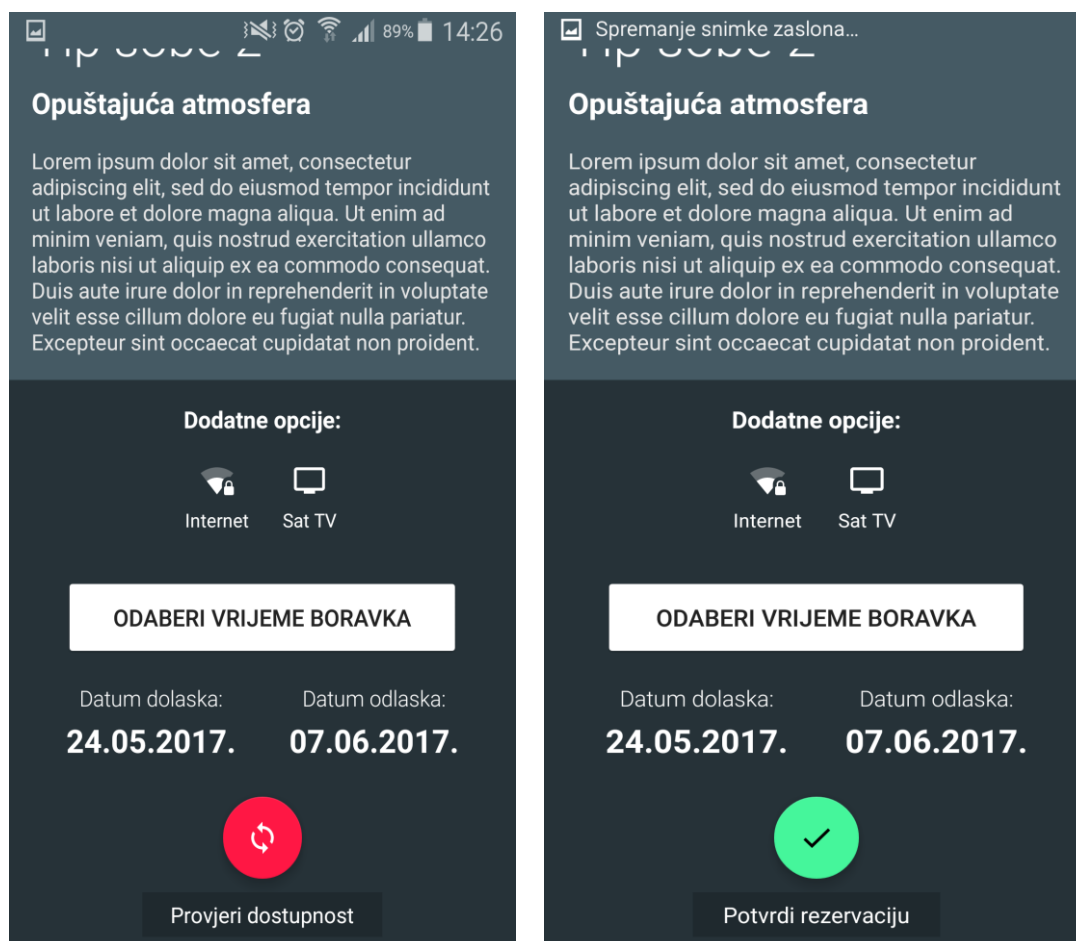 89% 14:26
Tip sobe 2
Opuštajuća atmosfera
Lorem ipsum dolor sit amet, consectetur
adipiscing elit, sed do eiusmod tempor incididunt
ut labore et dolore magna aliqua. Ut enim ad
minim veniam, quis nostrud exercitation ullamco
laboris nisi ut aliquip ex ea commodo consequat.
Duis aute irure dolor in reprehenderit in voluptate
velit esse cillum dolore eu fugiat nulla pariatur.
Excepteur sint occaecat cupidatat non proident.
Dodatne opcije:
Internet Sat TV
ODABERI VRIJEME BORAVKA
Datum dolaska: Datum odlaska:
24.05.2017. 07.06.2017.
Provjeri dostupnost
Spremanje snimke zaslona...
Tip sobe 2
Opuštajuća atmosfera
Lorem ipsum dolor sit amet, consectetur
adipiscing elit, sed do eiusmod tempor incididunt
ut labore et dolore magna aliqua. Ut enim ad
minim veniam, quis nostrud exercitation ullamco
laboris nisi ut aliquip ex ea commodo consequat.
Duis aute irure dolor in reprehenderit in voluptate
velit esse cillum dolore eu fugiat nulla pariatur.
Excepteur sint occaecat cupidatat non proident.
Dodatne opcije:
Internet Sat TV
ODABERI VRIJEME BORAVKA
Datum dolaska: Datum odlaska:
24.05.2017. 07.06.2017.
Potvrdi rezervaciju